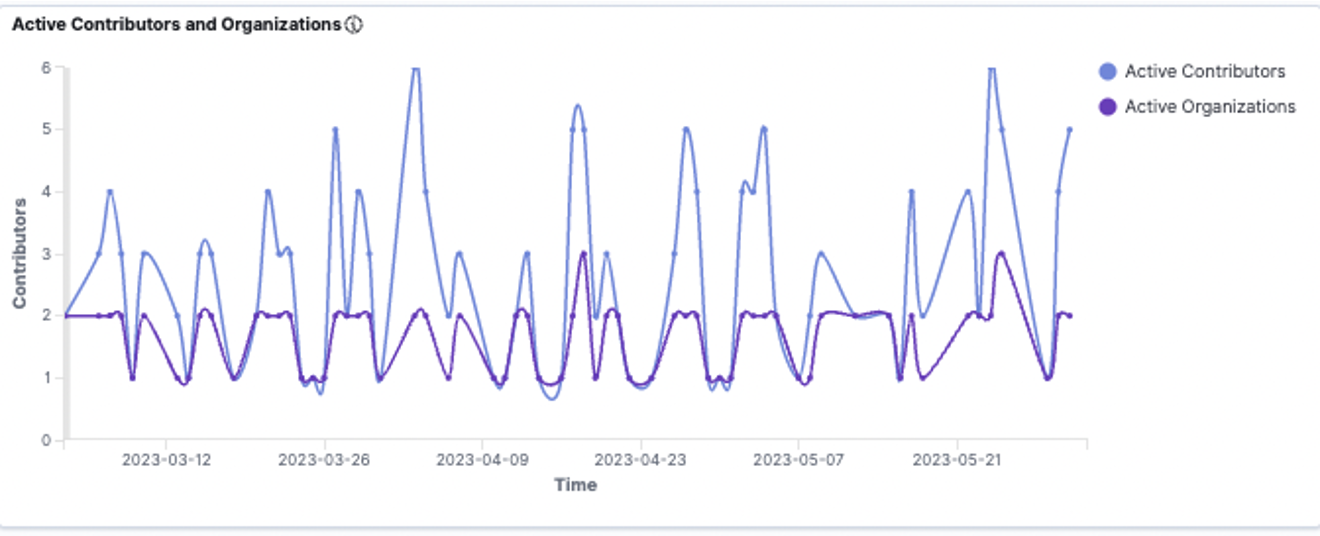 Active Contributors and Organizations
6
5
4
3
2
1
0
Contributors
2023-03-12
2023-03-26
2023-04-09
2023-04-23
2023-05-07
2023-05-21
Time
Active Contributors
Active Organizations